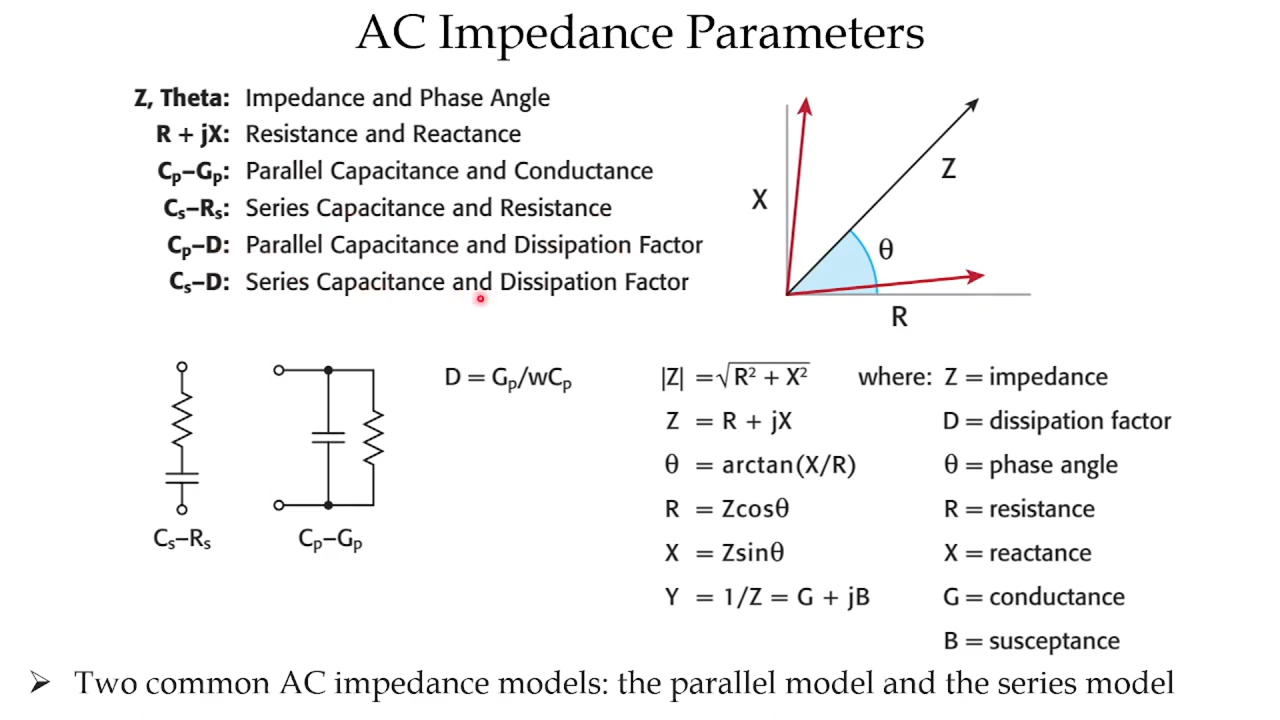 AC Impedance Parameters
Z, Theta: Impedance and Phase Angle
R + jX: Resistance and Reactance
Cp–Gp: Parallel Capacitance and Conductance
Cs–Rs: Series Capacitance and Resistance
Cp–D: Parallel Capacitance and Dissipation Factor
Cs–D: Series Capacitance and Dissipation Factor
X
Z
θ
R
Cs–Rs
Cp–Gp
D = Gp/wCp
|Z| = √R² + X²
Z = R + jX
θ = arctan(X/R)
R = Zcosθ
X = Zsinθ
Y = 1/Z = G + jB
where: Z = impedance
D = dissipation factor
θ = phase angle
R = resistance
X = reactance
G = conductance
B = susceptance
➢ Two common AC impedance models: the parallel model and the series model